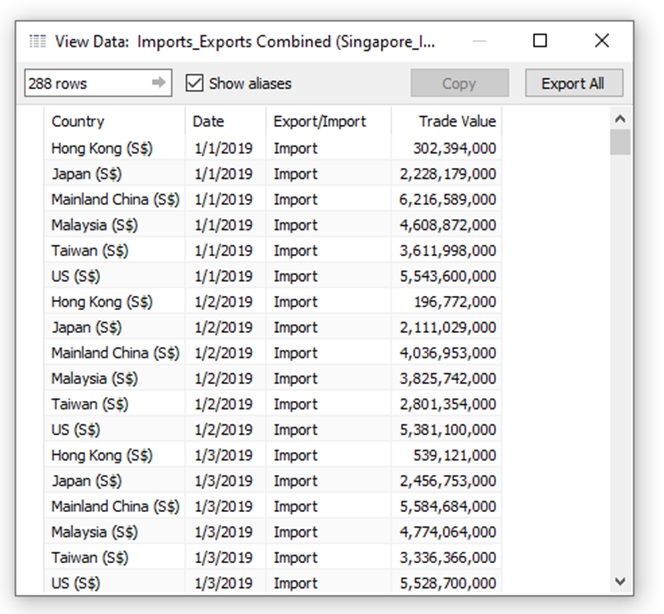 View Data: Imports_Exports Combined (Singapore_I...
288 rows Show aliases Copy Export All
Country Date Export/Import Trade Value
Hong Kong (S$) 1/1/2019 Import 302,394,000
Japan (S$) 1/1/2019 Import 2,228,179,000
Mainland China (S$) 1/1/2019 Import 6,216,589,000
Malaysia (S$) 1/1/2019 Import 4,608,872,000
Taiwan (S$) 1/1/2019 Import 3,611,998,000
US (S$) 1/1/2019 Import 5,543,600,000
Hong Kong (S$) 1/2/2019 Import 196,772,000
Japan (S$) 1/2/2019 Import 2,111,029,000
Mainland China (S$) 1/2/2019 Import 4,036,953,000
Malaysia (S$) 1/2/2019 Import 3,825,742,000
Taiwan (S$) 1/2/2019 Import 2,801,354,000
US (S$) 1/2/2019 Import 5,381,100,000
Hong Kong (S$) 1/3/2019 Import 539,121,000
Japan (S$) 1/3/2019 Import 2,456,753,000
Mainland China (S$) 1/3/2019 Import 5,584,684,000
Malaysia (S$) 1/3/2019 Import 4,774,064,000
Taiwan (S$) 1/3/2019 Import 3,336,366,000
US (S$) 1/3/2019 Import 5,528,700,000